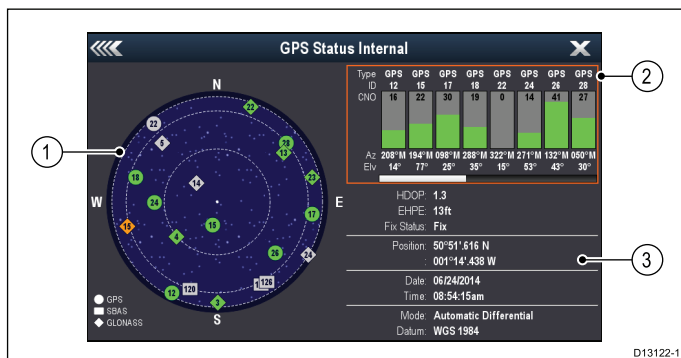 GPS Status Internal
N
W
E
S
22
22
5
28
13
18
14
23
24
17
15
15
4
26
24
12
120
126
3
GPS
SBAS
GLONASS
Type GPS GPS GPS GPS GPS GPS GPS GPS
ID 12 15 17 18 22 24 26 28
CNO 16 22 30 19 0 14 41 27
Az 208°M 194°M 098°M 288°M 322°M 271°M 132°M 050°M
Elv 14° 77° 25° 35° 15° 53° 43° 30°
HDOP: 1.3
EHPE: 13ft
Fix Status: Fix
Position: 50°51'.616 N
: 001°14'.438 W
Date: 06/24/2014
Time: 08:54:15am
Mode: Automatic Differential
Datum: WGS 1984
1
2
3
D13122-1